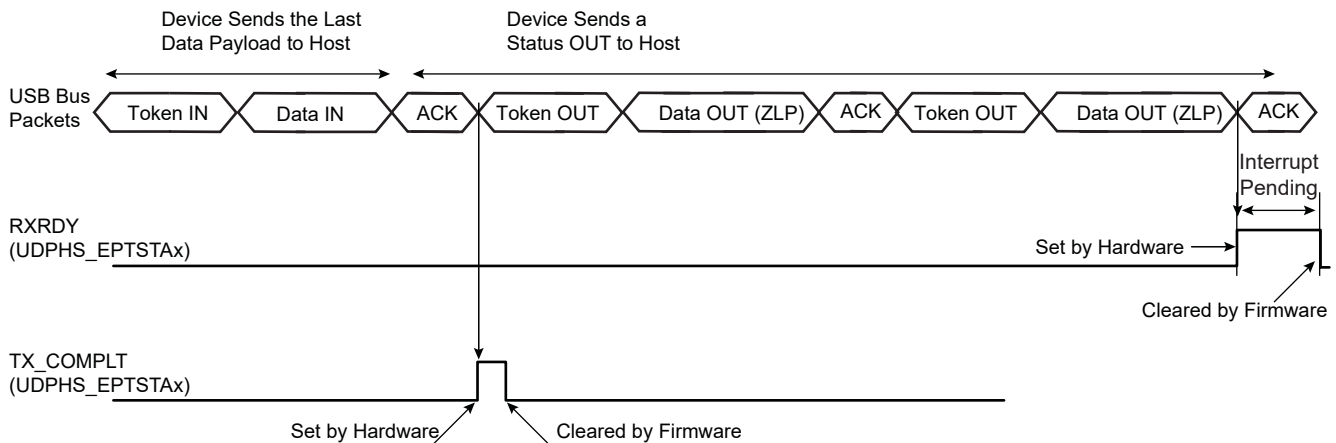 Device Sends the Last
Data Payload to Host
Device Sends a
Status OUT to Host
USB Bus
Packets
Token IN
Data IN
ACK
Token OUT
Data OUT (ZLP)
ACK
Token OUT
Data OUT (ZLP)
ACK
Interrupt
Pending
RXRDY
(UDPHS_EPTSTAx)
Set by Hardware
Cleared by Firmware
TX_COMPLT
(UDPHS_EPTSTAx)
Set by Hardware
Cleared by Firmware